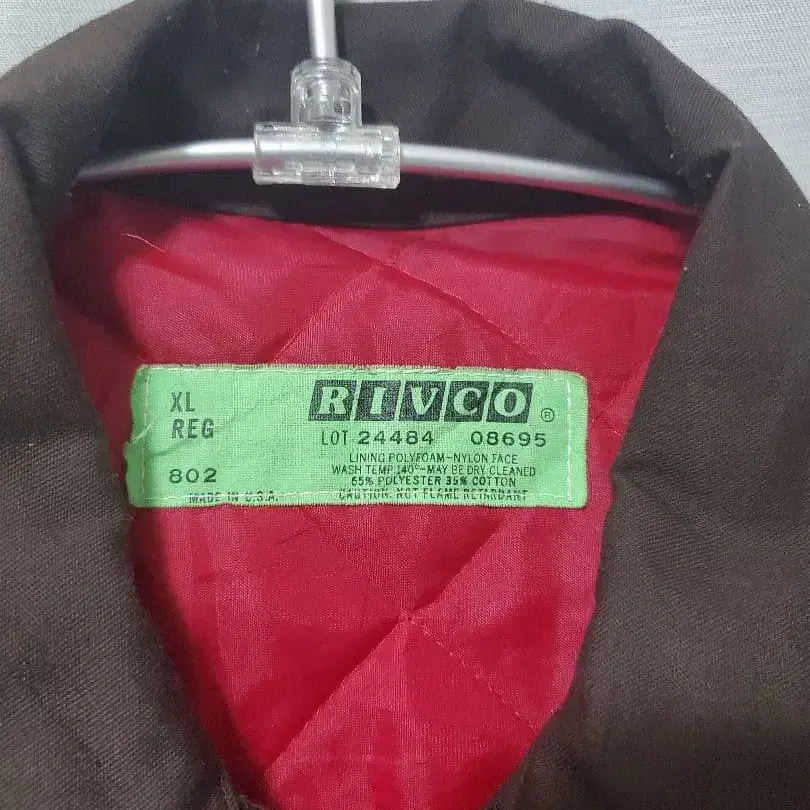 XL
REG
802
MADE IN U.S.A.
RIVCO ®
LOT 24484 08695
LINING POLYFOAM-NYLON FACE
WASH TEMP 140°-MAY BE DRY CLEANED
65% POLYESTER 35% COTTON
CAUTION: NOT FLAME RETARDANT